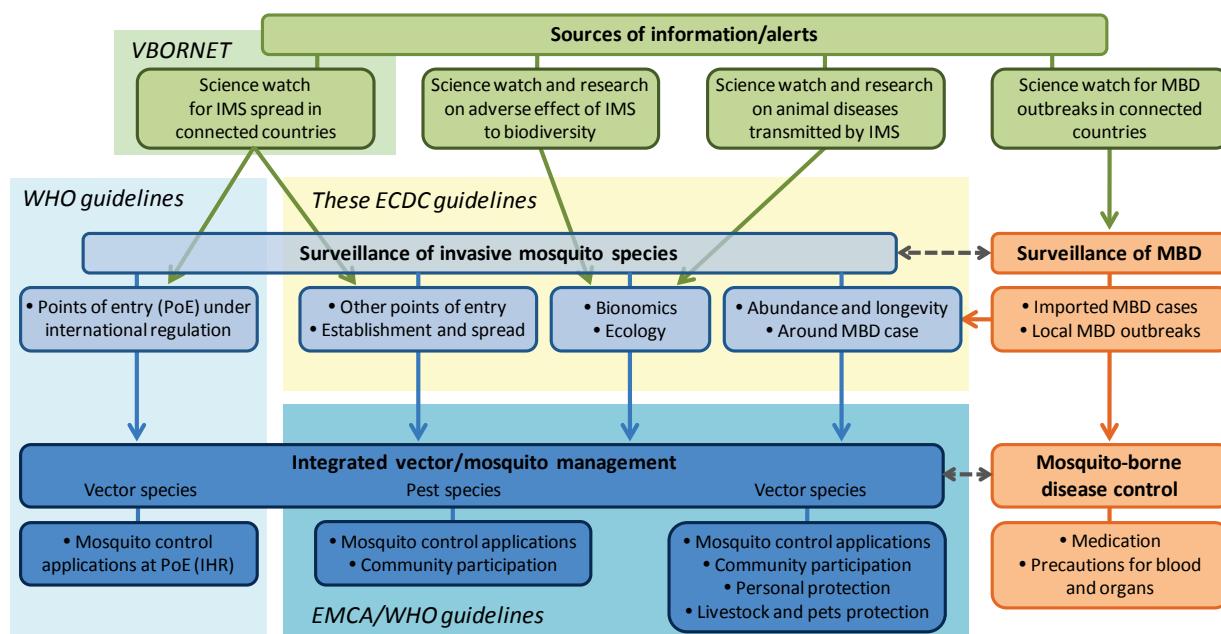 Sources of information/alerts
VBORNET
Science watch
for IMS spread in
connected countries
Science watch and research
on adverse effect of IMS
to biodiversity
Science watch and research
on animal diseases
transmitted by IMS
Science watch for MBD
outbreaks in connected
countries
WHO guidelines
These ECDC guidelines
Surveillance of invasive mosquito species
Surveillance of MBD
• Points of entry (PoE) under
international regulation
• Other points of entry
• Establishment and spread
• Bionomics
• Ecology
• Abundance and longevity
• Around MBD case
• Imported MBD cases
• Local MBD outbreaks
Integrated vector/mosquito management
Vector species
Pest species
Vector species
Mosquito-borne
disease control
• Mosquito control
applications at PoE (IHR)
• Mosquito control applications
• Community participation
• Mosquito control applications
• Community participation
• Personal protection
• Livestock and pets protection
• Medication
• Precautions for blood
and organs
EMCA/WHO guidelines